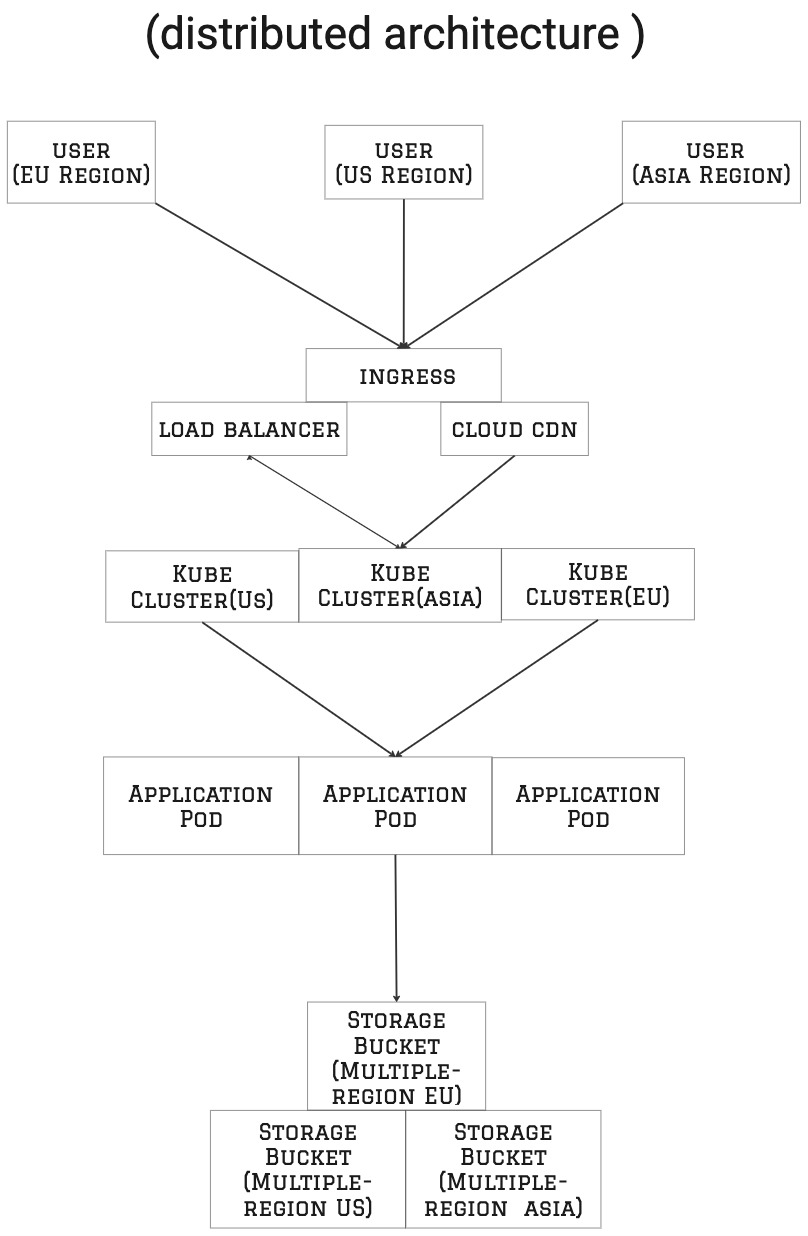 (distributed architecture )
USER
(EU REGION)
USER
(US REGION)
USER
(ASIA REGION)
INGRESS
LOAD BALANCER
CLOUD CDN
KUBE
CLUSTER(US)
KUBE
CLUSTER(ASIA)
KUBE
CLUSTER(EU)
APPLICATION
POD
APPLICATION
POD
APPLICATION
POD
STORAGE
BUCKET
(MULTIPLE-
REGION EU)
STORAGE
BUCKET
(MULTIPLE-
REGION US)
STORAGE
BUCKET
(MULTIPLE-
REGION ASIA)